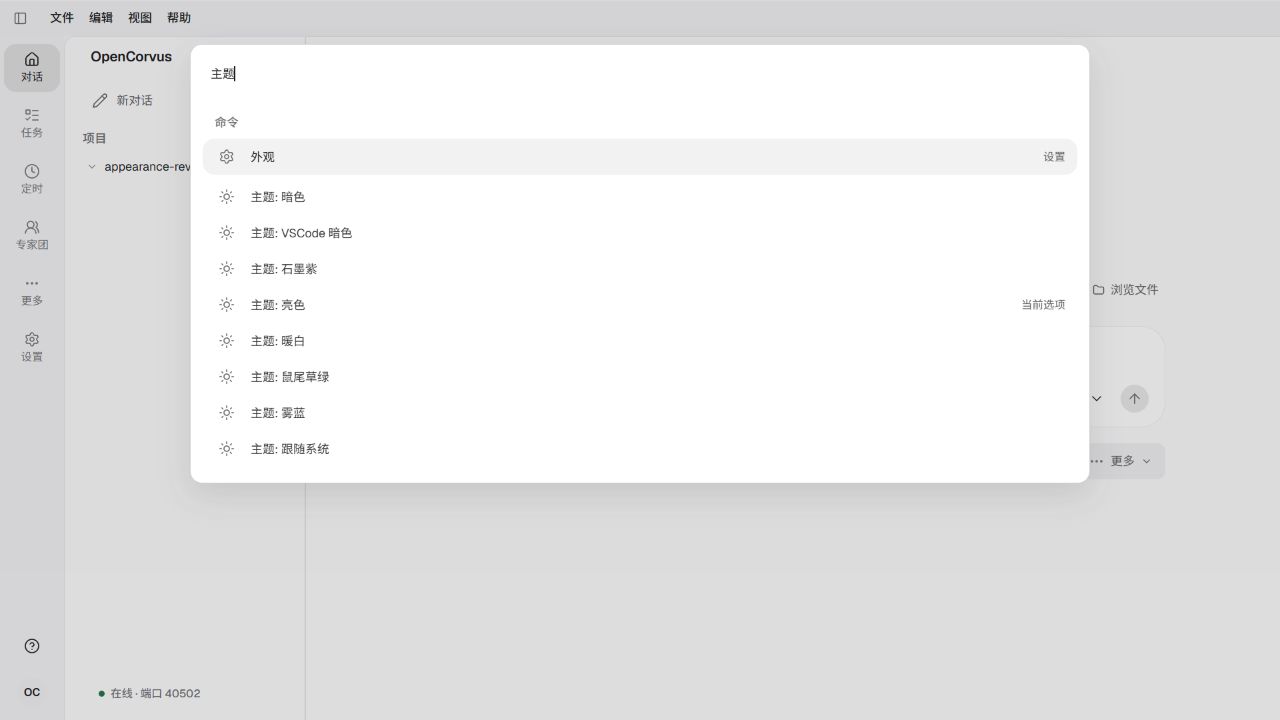 文件 编辑 视图 帮助
对话
任务
定时
专家团
更多
设置
OC
OpenCorvus
新对话
项目
appearance-rev
在线 · 端口 40502
主题
命令
外观 设置
主题: 暗色
主题: VSCode 暗色
主题: 石墨紫
主题: 亮色 当前选项
主题: 暖白
主题: 鼠尾草绿
主题: 雾蓝
主题: 跟随系统
浏览文件
更多